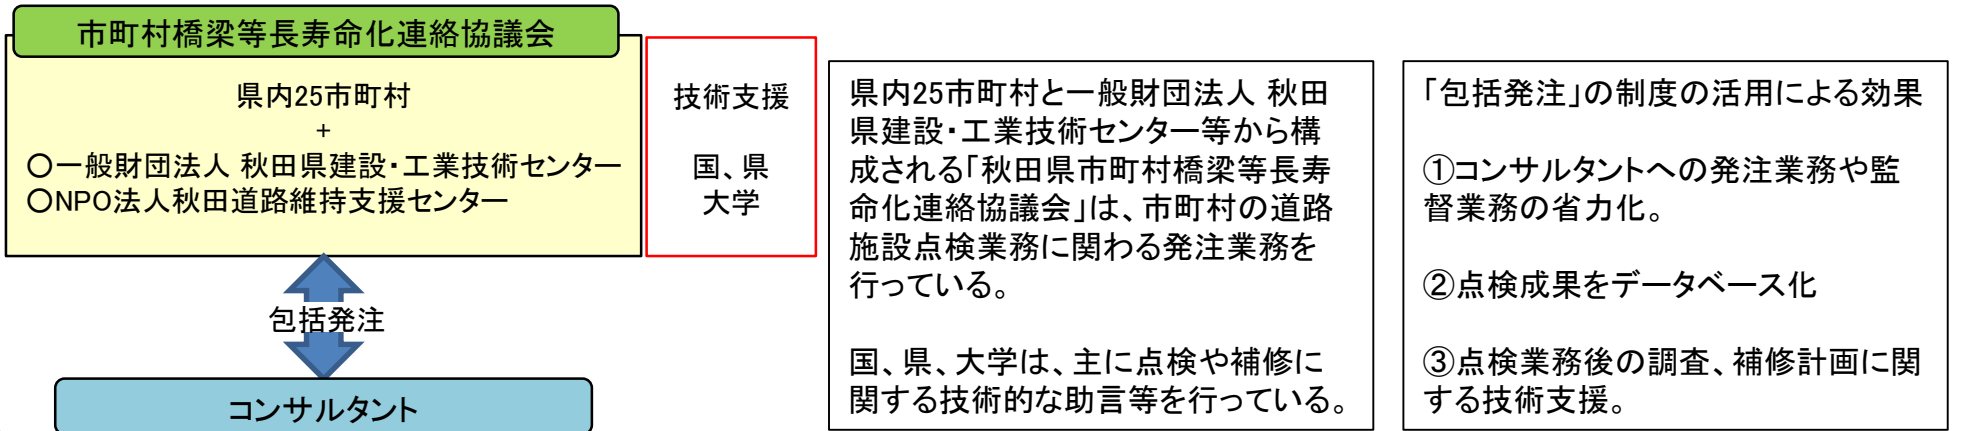 市町村橋梁等長寿命化連絡協議会
県内25市町村
+
○一般財団法人 秋田県建設・工業技術センター
○NPO法人秋田道路維持支援センター
技術支援
国、県
大学
包括発注
コンサルタント
県内25市町村と一般財団法人 秋田
県建設・工業技術センター等から構
成される「秋田県市町村橋梁等長寿
命化連絡協議会」は、市町村の道路
施設点検業務に関わる発注業務を
行っている。
国、県、大学は、主に点検や補修に
関する技術的な助言等を行っている。
「包括発注」の制度の活用による効果
①コンサルタントへの発注業務や監
督業務の省力化。
②点検成果をデータベース化
③点検業務後の調査、補修計画に関
する技術支援。